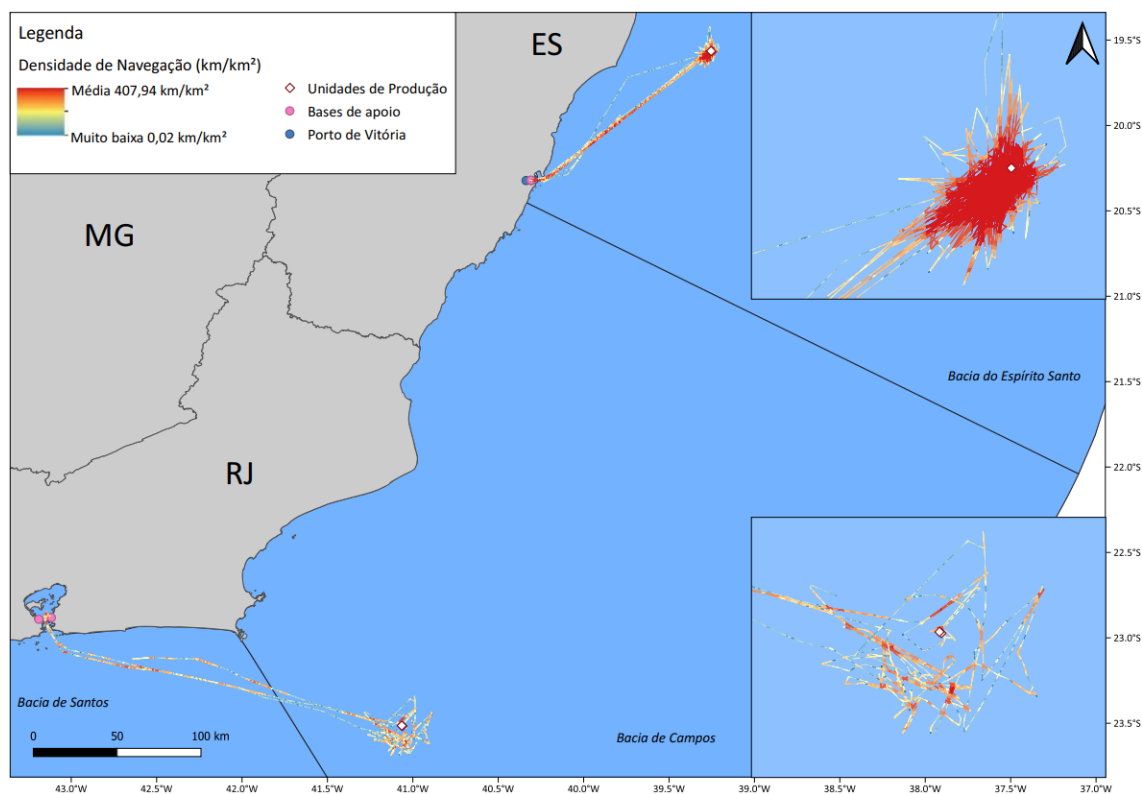 Legenda
Densidade de Navegação (km/km²)
Média 407,94 km/km²
Muito baixa 0,02 km/km²
Unidades de Produção
Bases de apoio
Porto de Vitória
ES
MG
RJ
Bacia do Espírito Santo
Bacia de Santos
Bacia de Campos
0 50 100 km
19.5°S
20.0°S
20.5°S
21.0°S
21.5°S
22.0°S
22.5°S
23.0°S
23.5°S
43.0°W 42.5°W 42.0°W 41.5°W 41.0°W 40.5°W 40.0°W 39.5°W 39.0°W 38.5°W 38.0°W 37.5°W 37.0°W